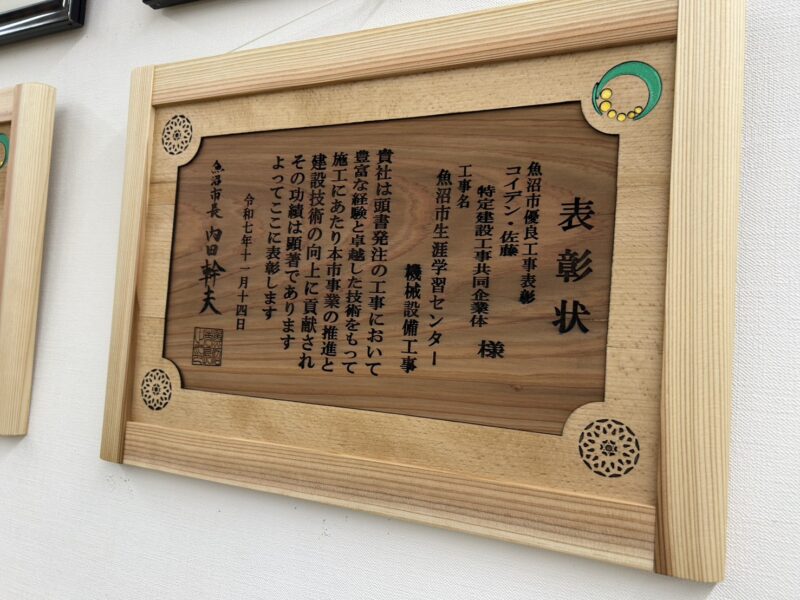 表彰状
魚沼市優良工事表彰
コイデン・佐藤
特定建設工事共同企業体 様
工事名
魚沼市生涯学習センター
機械設備工事
貴社は頭書発注の工事において
豊富な経験と卓越した技術をもって
施工にあたり本市事業の推進と
建設技術の向上に貢献され
その功績は顕著であります
よってここに表彰します
令和七年十一月十四日
魚沼市長 内田幹夫